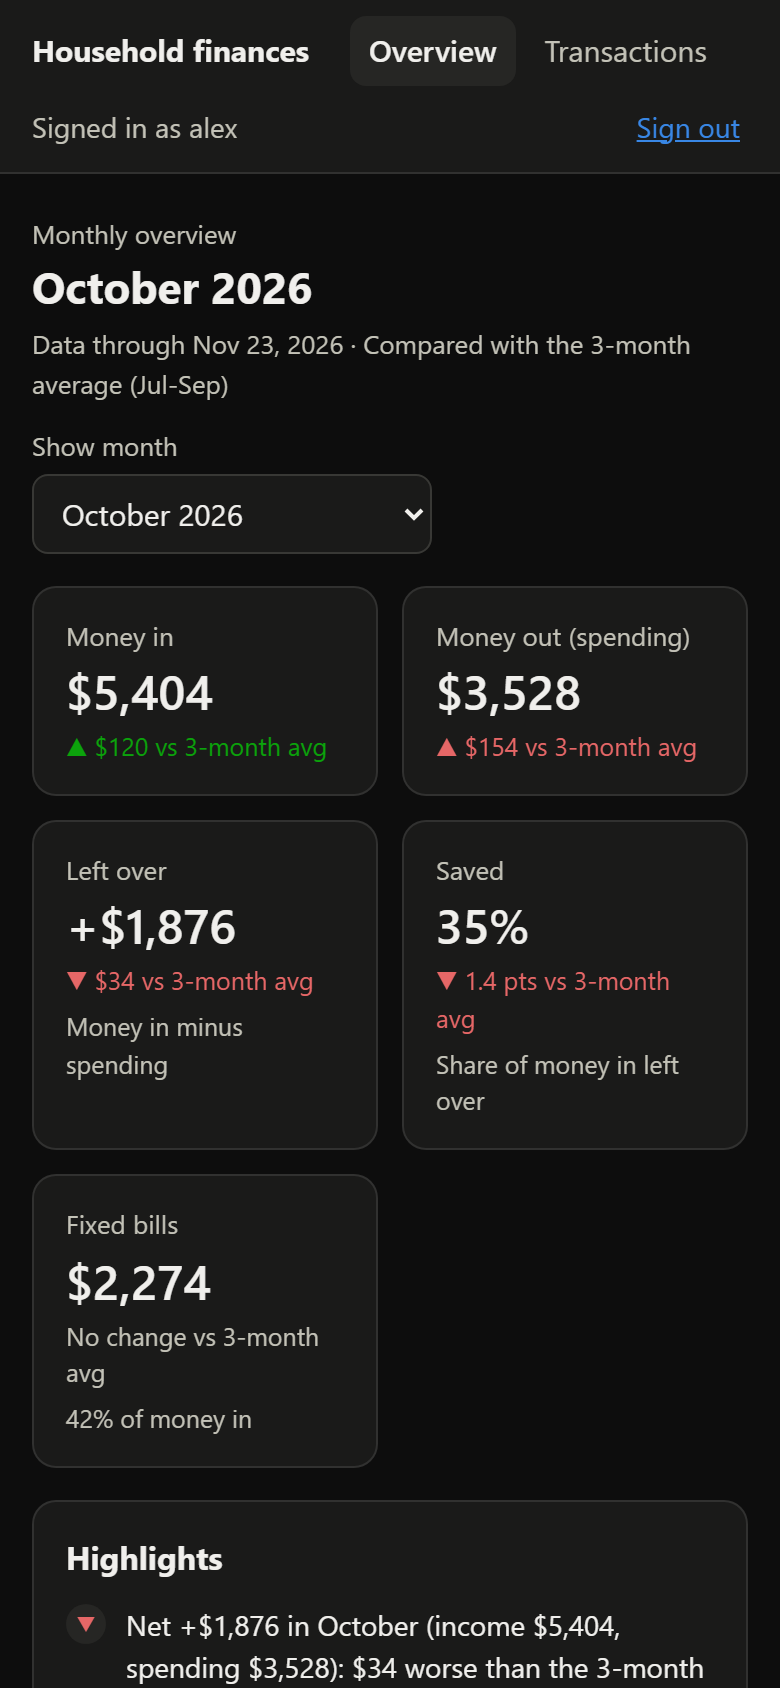 Household finances
Overview
Transactions
Signed in as alex
Sign out
Monthly overview
October 2026
Data through Nov 23, 2026 · Compared with the 3-month
average (Jul-Sep)
Show month
October 2026
Money in
$5,404
▲ $120 vs 3-month avg
Money out (spending)
$3,528
▲ $154 vs 3-month avg
Left over
+$1,876
▼ $34 vs 3-month avg
Money in minus
spending
Saved
35%
▼ 1.4 pts vs 3-month
avg
Share of money in left
over
Fixed bills
$2,274
No change vs 3-month
avg
42% of money in
Highlights
▼ Net +$1,876 in October (income $5,404,
spending $3,528): $34 worse than the 3-month